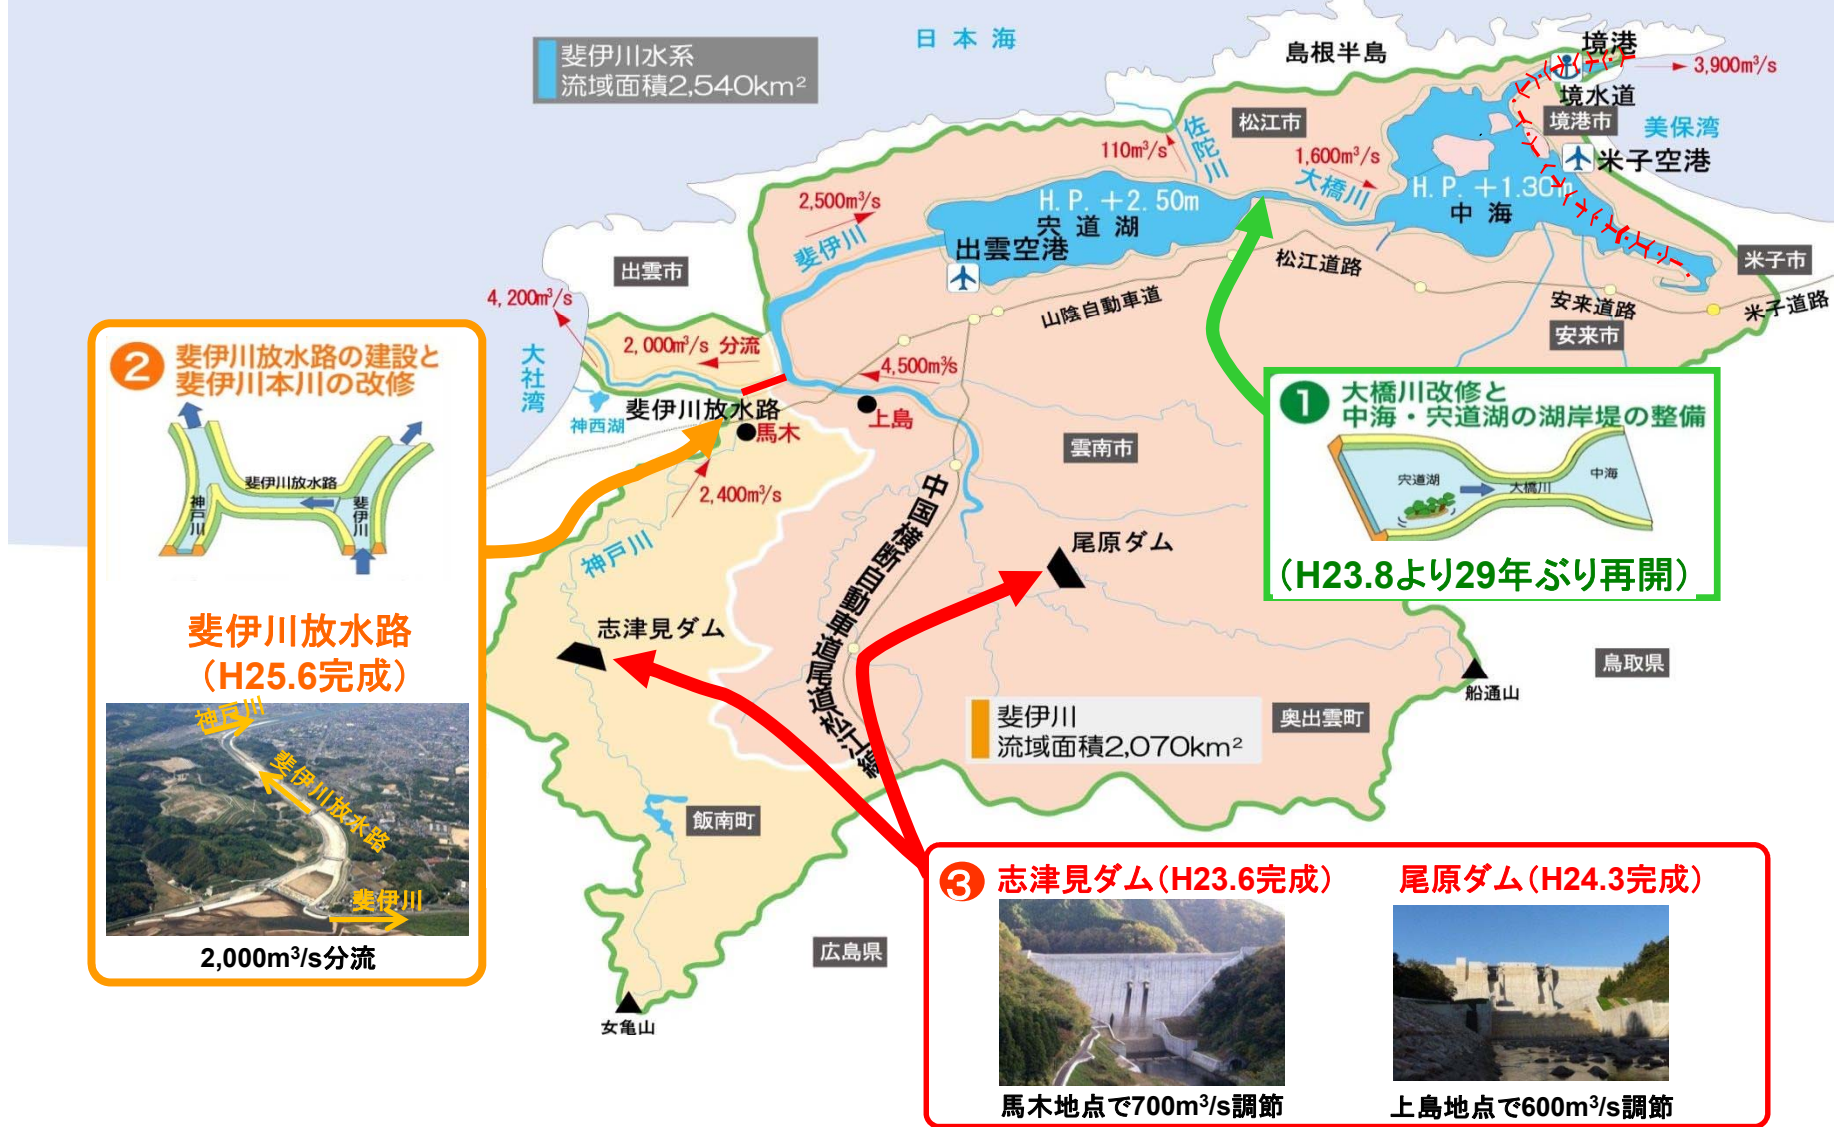 斐伊川水系
流域面積2,540km²
日本海
島根半島
境港
3,900m³/s
境水道
境港市
美保湾
米子空港
佐陀川
松江市
110m³/s
1,600m³/s
大橋川
2,500m³/s
斐伊川
H.P.+2.50m
宍道湖
H.P.+1.30m
中海
出雲空港
出雲市
松江道路
米子市
4,200m³/s
山陰自動車道
安来道路
米子道路
安来市
大社湾
2,000m³/s 分流
4,500m³/s
神西湖
斐伊川放水路
馬木
上島
雲南市
2,400m³/s
神戸川
中国横断自動車道尾道松江線
尾原ダム
志津見ダム
鳥取県
船通山
奥出雲町
斐伊川
流域面積2,070km²
飯南町
広島県
女亀山
① 大橋川改修と
中海・宍道湖の湖岸堤の整備
宍道湖
大橋川
中海
（H23.8より29年ぶり再開）
② 斐伊川放水路の建設と
斐伊川本川の改修
斐伊川放水路
神戸川
斐伊川
斐伊川放水路
（H25.6完成）
神戸川
斐伊川放水路
斐伊川
2,000m³/s分流
③ 志津見ダム（H23.6完成）
尾原ダム（H24.3完成）
馬木地点で700m³/s調節
上島地点で600m³/s調節